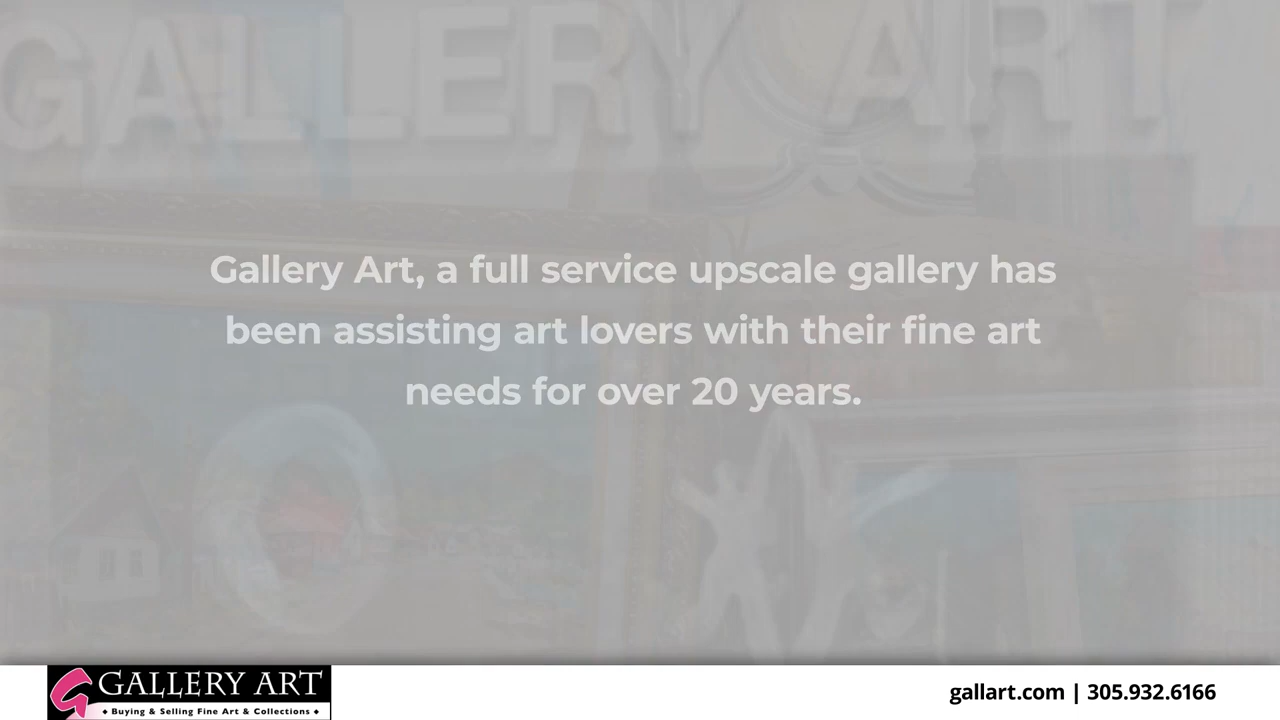 GALLERY ART
Gallery Art, a full service upscale gallery has
been assisting art lovers with their fine art
needs for over 20 years.
GALLERY ART
◆ Buying & Selling Fine Art & Collections ◆
gallart.com | 305.932.6166